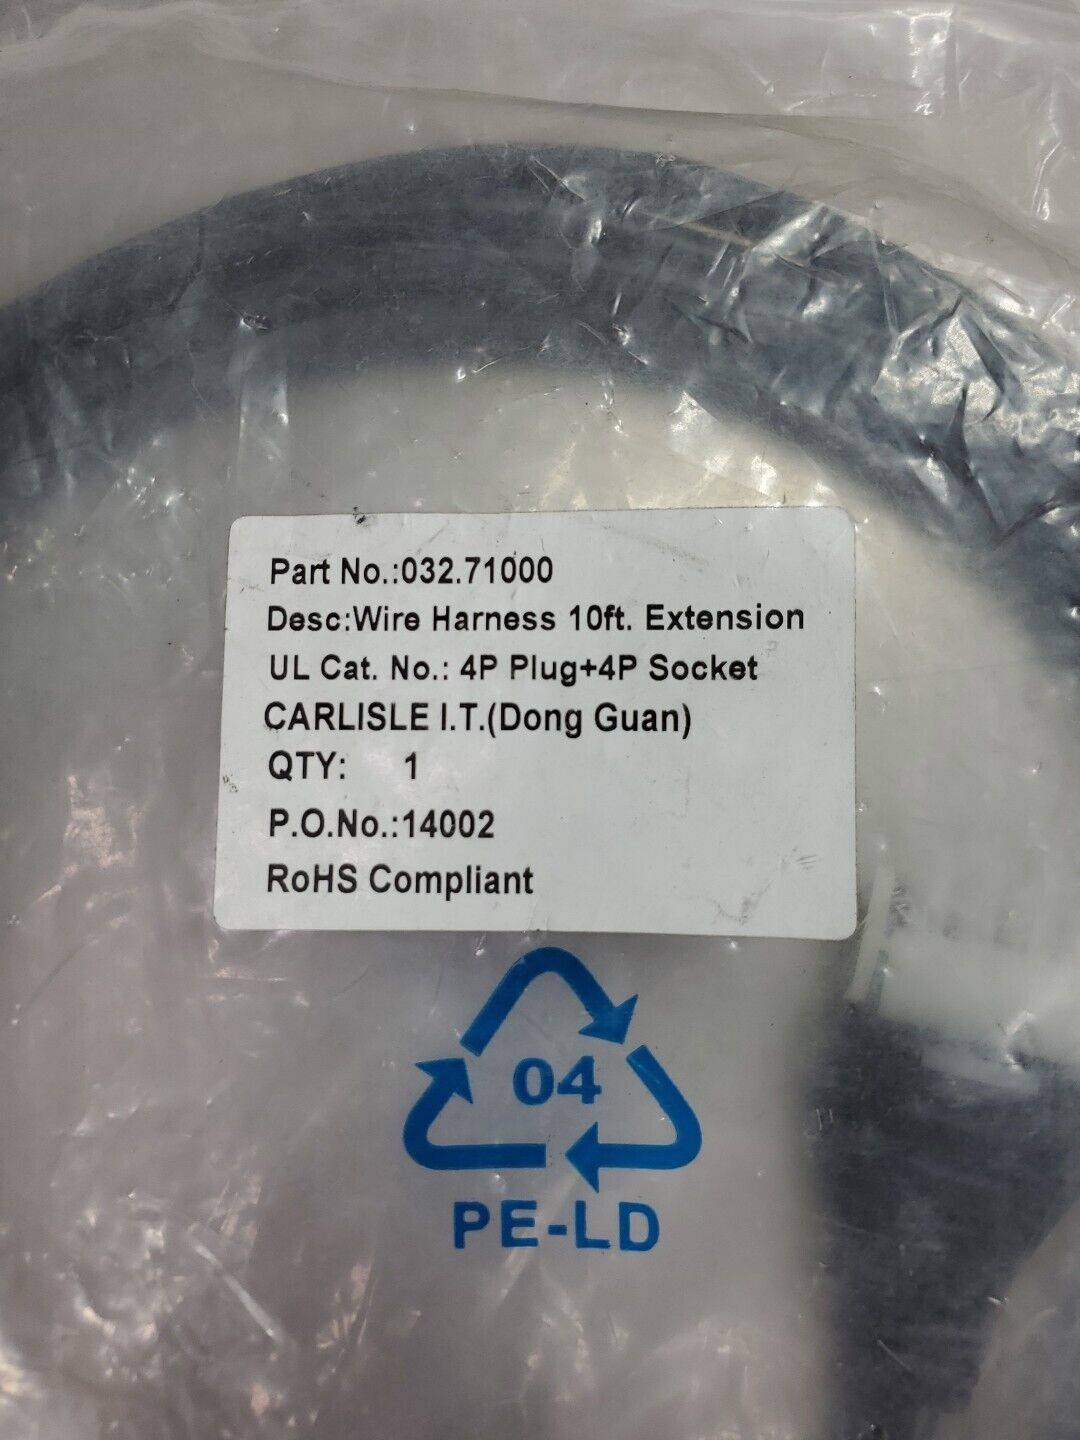 Part No.:032.71000
Desc:Wire Harness 10ft. Extension
UL Cat. No.: 4P Plug+4P Socket
CARLISLE I.T.(Dong Guan)
QTY: 1
P.O.No.:14002
RoHS Compliant
04
PE-LD